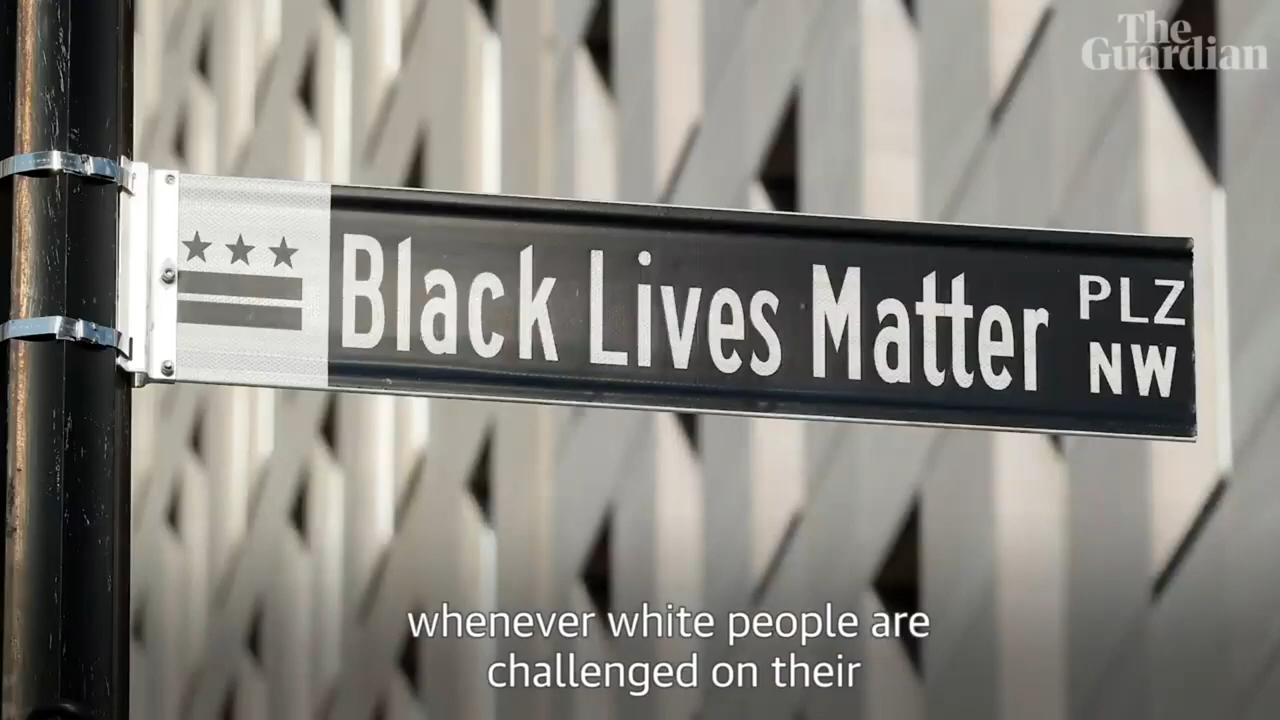 The
Guardian
Black Lives Matter PLZ
NW
whenever white people are
challenged on their